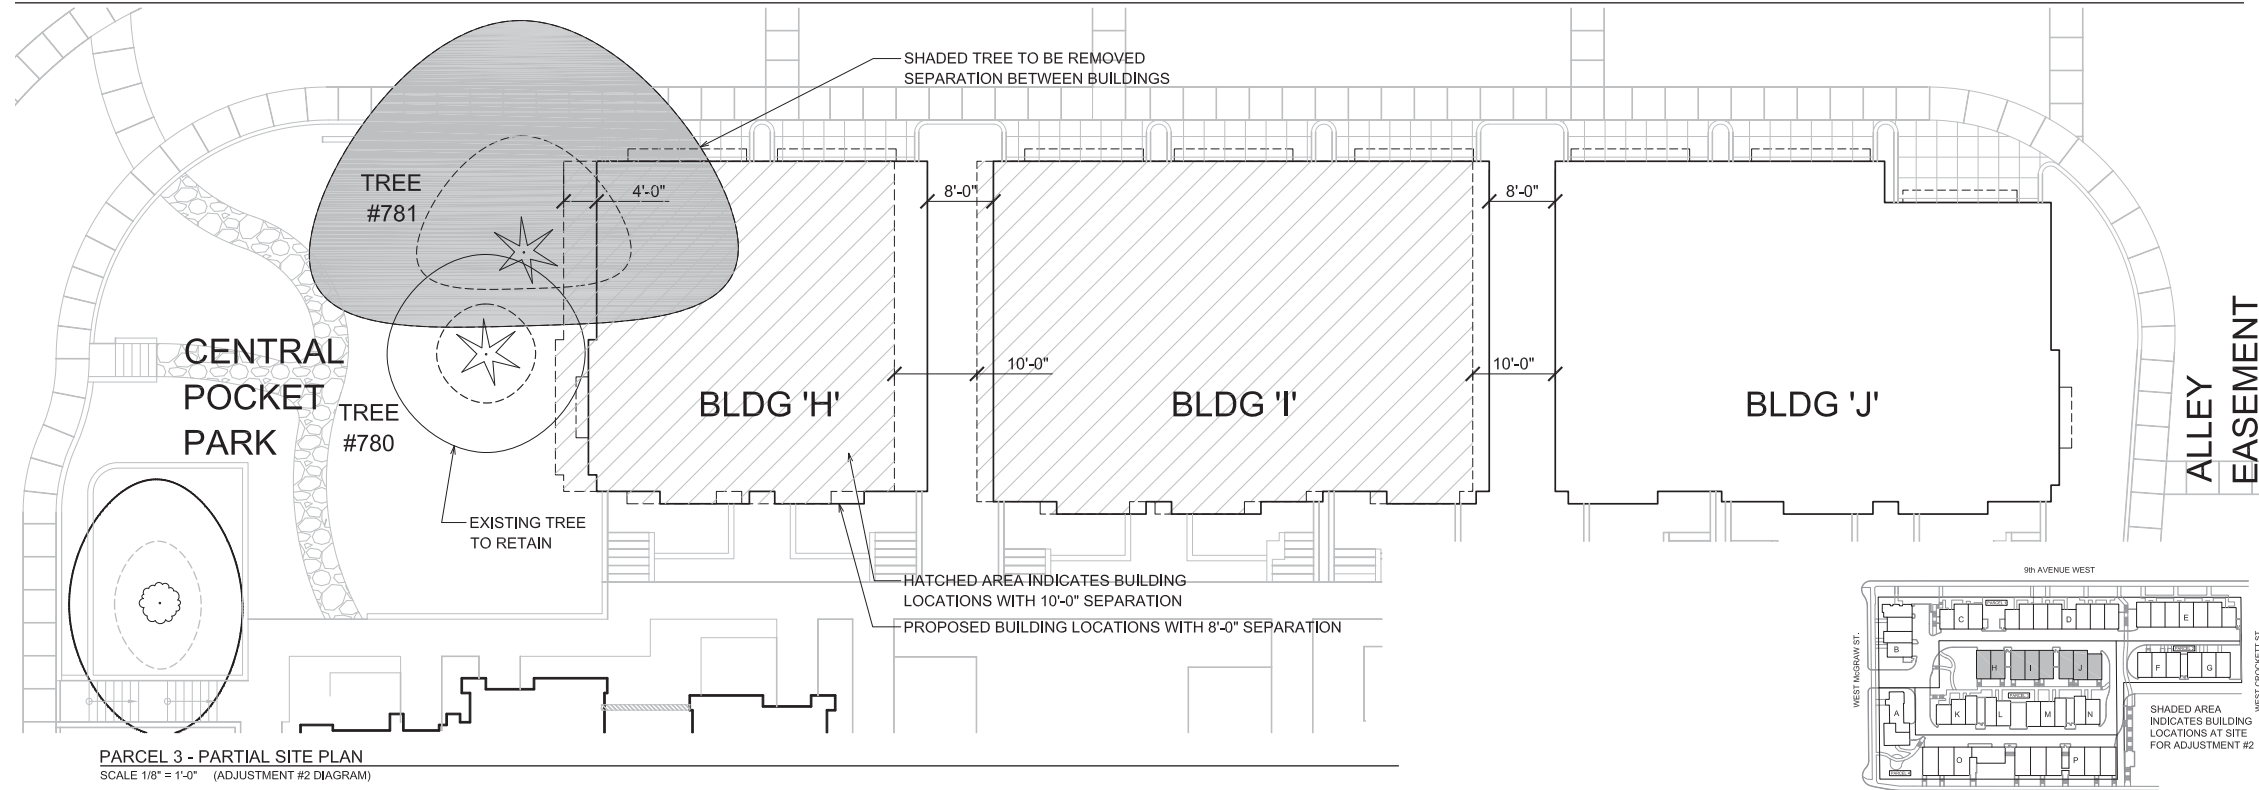 SHADED TREE TO BE REMOVED
SEPARATION BETWEEN BUILDINGS
TREE
#781
4'-0"
8'-0"
8'-0"
CENTRAL
POCKET
PARK
TREE
#780
10'-0"
10'-0"
BLDG 'H'
BLDG 'I'
BLDG 'J'
ALLEY
EASEMENT
EXISTING TREE
TO RETAIN
HATCHED AREA INDICATES BUILDING
LOCATIONS WITH 10'-0" SEPARATION
PROPOSED BUILDING LOCATIONS WITH 8'-0" SEPARATION
9th AVENUE WEST
WEST McGRAW ST.
WEST CROCKETT ST.
C
D
E
B
H
I
J
F
G
A
K
L
M
N
O
P
SHADED AREA
INDICATES BUILDING
LOCATIONS AT SITE
FOR ADJUSTMENT #2
PARCEL 3 - PARTIAL SITE PLAN
SCALE 1/8" = 1'-0" (ADJUSTMENT #2 DIAGRAM)